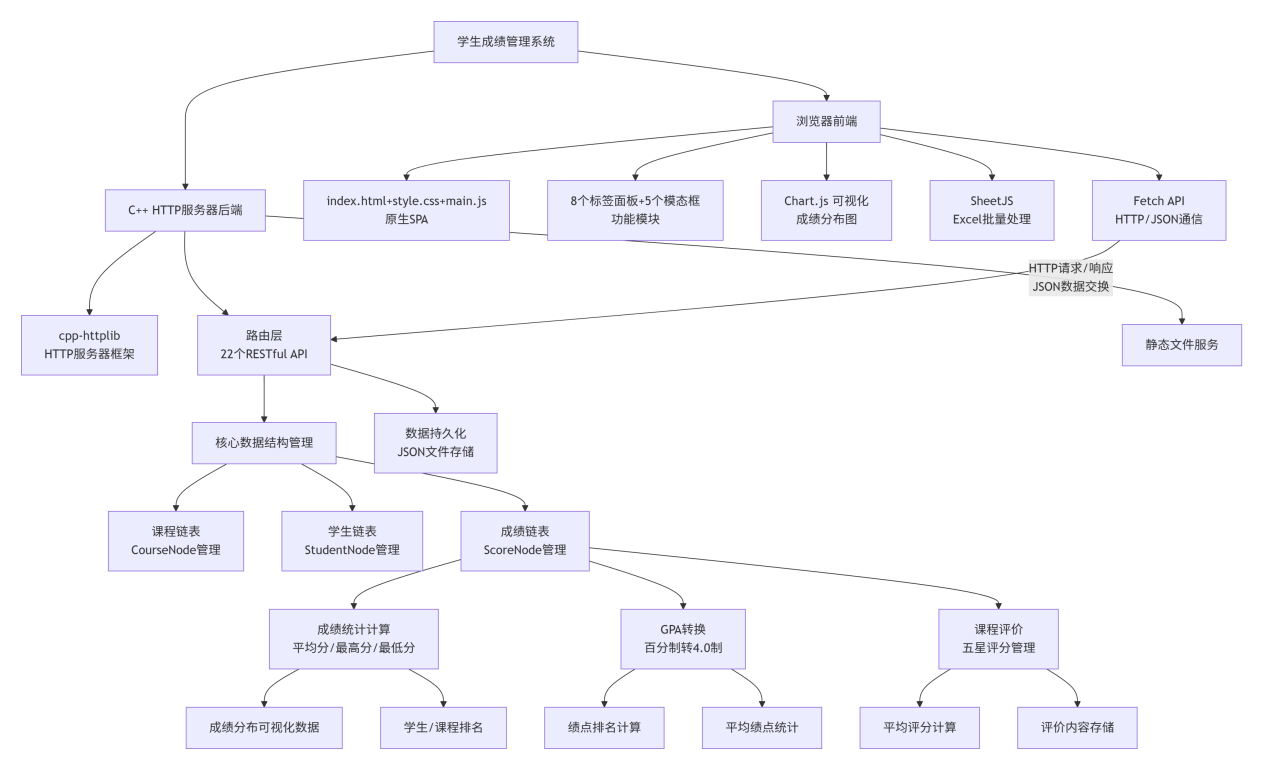 学生成绩管理系统
浏览器前端
C++ HTTP服务器后端
index.html+style.css+main.js
原生SPA
8个标签面板+5个模态框
功能模块
Chart.js 可视化
成绩分布图
SheetJS
Excel批量处理
Fetch API
HTTP/JSON通信
HTTP请求/响应
JSON数据交换
cpp-httplib
HTTP服务器框架
路由层
22个RESTful API
静态文件服务
核心数据结构管理
数据持久化
JSON文件存储
课程链表
CourseNode管理
学生链表
StudentNode管理
成绩链表
ScoreNode管理
成绩统计计算
平均分/最高分/最低分
GPA转换
百分制转4.0制
课程评价
五星评分管理
成绩分布可视化数据
学生/课程排名
绩点排名计算
平均绩点统计
平均评分计算
评价内容存储